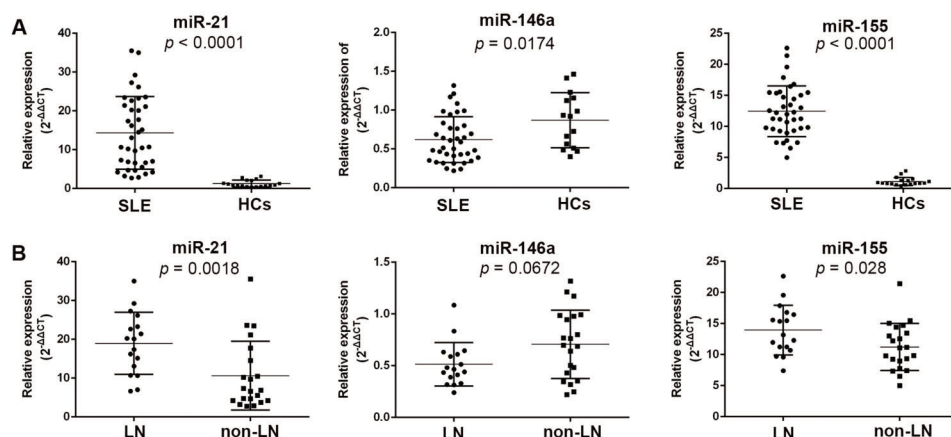 A
miR-21
p < 0.0001
Relative expression
(2^-ΔΔCT)
40
30
20
10
0
SLE
HCs
miR-146a
p = 0.0174
Relative expression of
(2^-ΔΔCT)
2.0
1.5
1.0
0.5
0.0
SLE
HCs
miR-155
p < 0.0001
Relative expression
(2^-ΔΔCT)
25
20
15
10
5
0
SLE
HCs
B
miR-21
p = 0.0018
Relative expression
(2^-ΔΔCT)
40
30
20
10
0
LN
non-LN
miR-146a
p = 0.0672
Relative expression
(2^-ΔΔCT)
1.5
1.0
0.5
0.0
LN
non-LN
miR-155
p = 0.028
Relative expression
(2^-ΔΔCT)
25
20
15
10
5
0
LN
non-LN